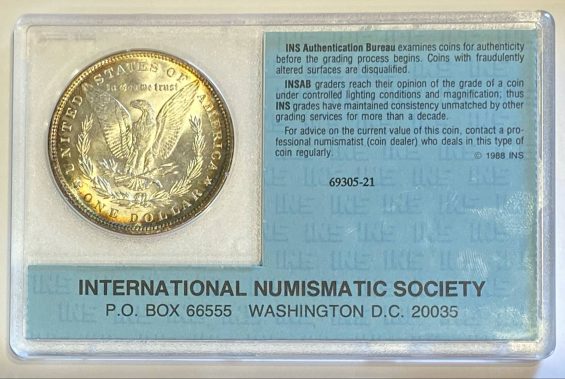 UNITED STATES OF AMERICA
In God we trust
ONE DOLLAR
INS Authentication Bureau examines coins for authenticity
before the grading process begins. Coins with fraudulently
altered surfaces are disqualified.
INSAB graders reach their opinion of the grade of a coin
under controlled lighting conditions and magnification; thus
INS grades have maintained consistency unmatched by other
grading services for more than a decade.
For advice on the current value of this coin, contact a pro-
fessional numismatist (coin dealer) who deals in this type of
coin regularly.
© 1988 INS
69305-21
INTERNATIONAL NUMISMATIC SOCIETY
P.O. BOX 66555 WASHINGTON D.C. 20035